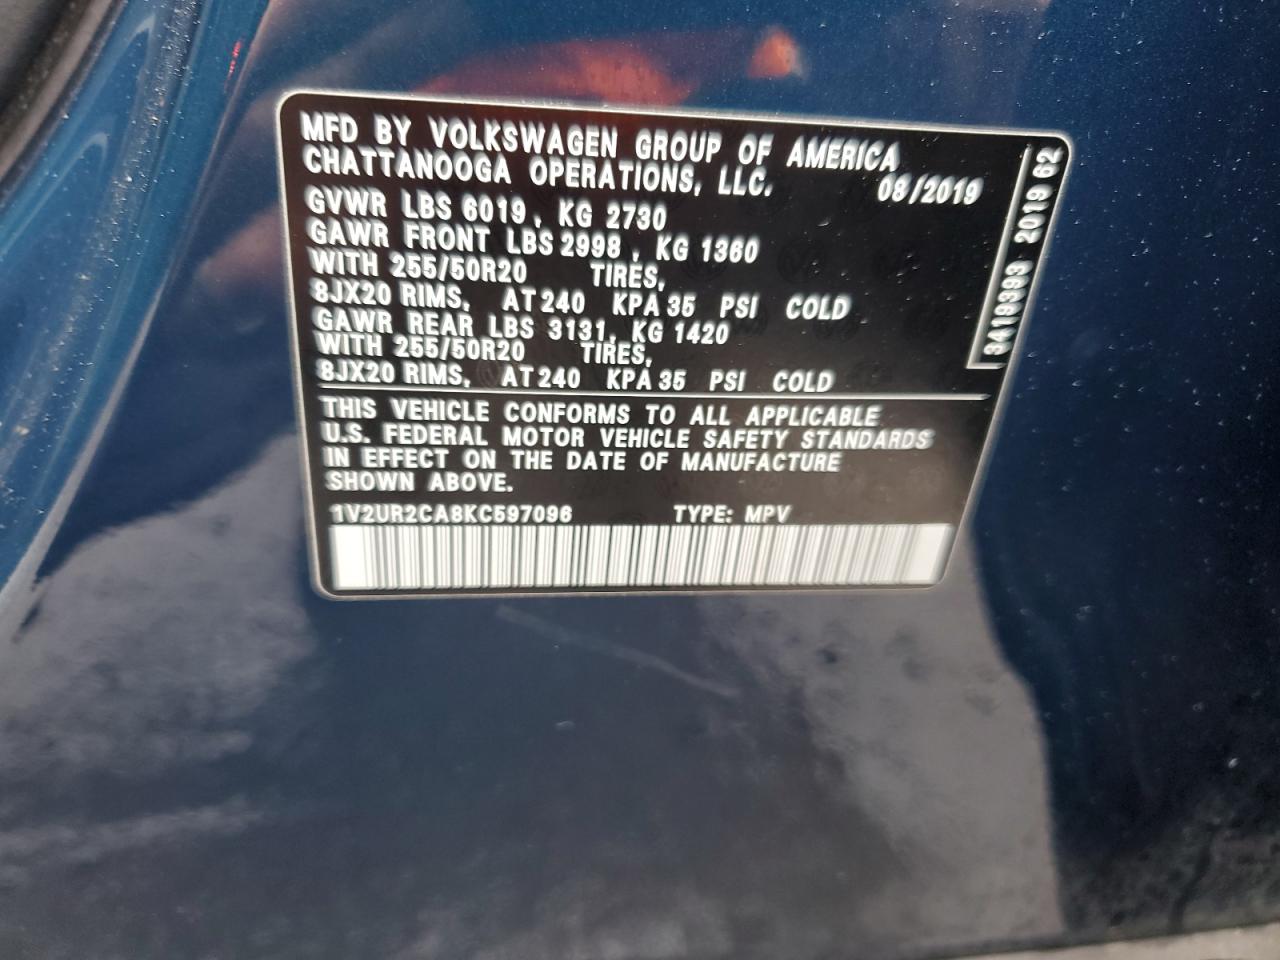 MFD BY VOLKSWAGEN GROUP OF AMERICA
CHATTANOOGA OPERATIONS, LLC. 08/2019
GVWR LBS 6019, KG 2730
GAWR FRONT LBS 2998, KG 1360
WITH 255/50R20 TIRES,
8JX20 RIMS, AT 240 KPA 35 PSI COLD
GAWR REAR LBS 3131, KG 1420
WITH 255/50R20 TIRES,
8JX20 RIMS, AT 240 KPA 35 PSI COLD
THIS VEHICLE CONFORMS TO ALL APPLICABLE
U.S. FEDERAL MOTOR VEHICLE SAFETY STANDARDS
IN EFFECT ON THE DATE OF MANUFACTURE
SHOWN ABOVE.
1V2UR2CA8KC597096 TYPE: MPV
3419393 2019 62